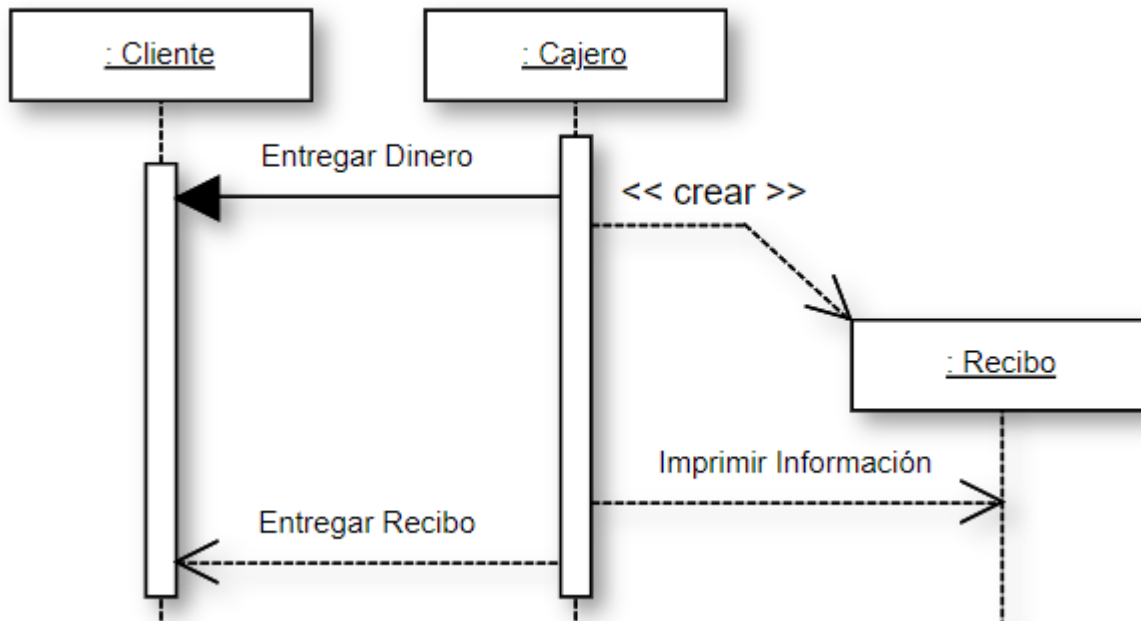 : Cliente
: Cajero
Entregar Dinero
<< crear >>
: Recibo
Imprimir Información
Entregar Recibo